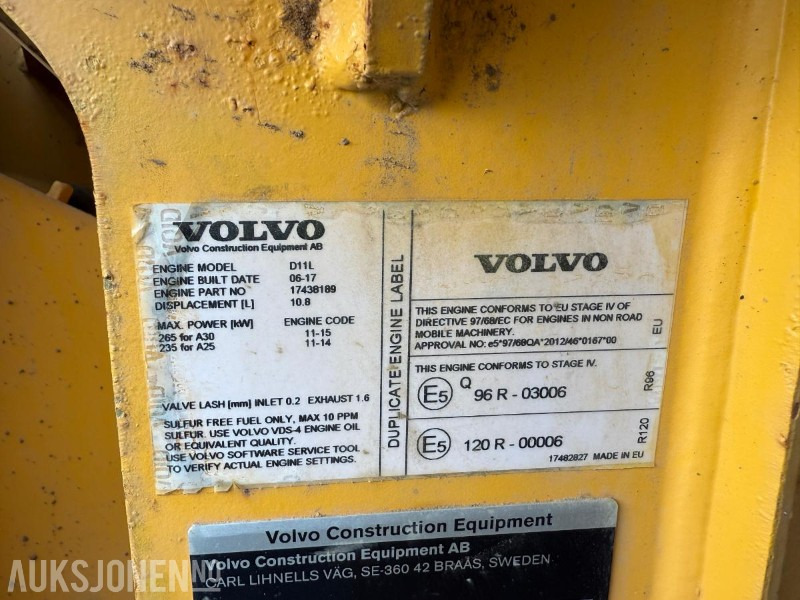 VOLVO
Volvo Construction Equipment AB
ENGINE MODEL D11L
ENGINE BUILT DATE 06-17
ENGINE PART NO 17438189
DISPLACEMENT [L] 10.8
MAX. POWER [kW] ENGINE CODE
265 for A30 11-15
235 for A25 11-14
VALVE LASH [mm] INLET 0.2 EXHAUST 1.6
SULFUR FREE FUEL ONLY, MAX 10 PPM
SULFUR. USE VOLVO VDS-4 ENGINE OIL
OR EQUIVALENT QUALITY.
USE VOLVO SOFTWARE SERVICE TOOL
TO VERIFY ACTUAL ENGINE SETTINGS.
DUPLICATE ENGINE LABEL
VOLVO
THIS ENGINE CONFORMS TO EU STAGE IV OF
DIRECTIVE 97/68/EC FOR ENGINES IN NON ROAD
MOBILE MACHINERY.
APPROVAL NO: e5*97/68QA*2012/46*0167*00
EU
THIS ENGINE CONFORMS TO STAGE IV.
E5 Q 96 R - 03006
R96
E5 120 R - 00006
R120
17482827 MADE IN EU
Volvo Construction Equipment
Volvo Construction Equipment AB
CARL LIHNELLS VÄG, SE-360 42 BRAÅS, SWEDEN
AUKSJONEN.NO